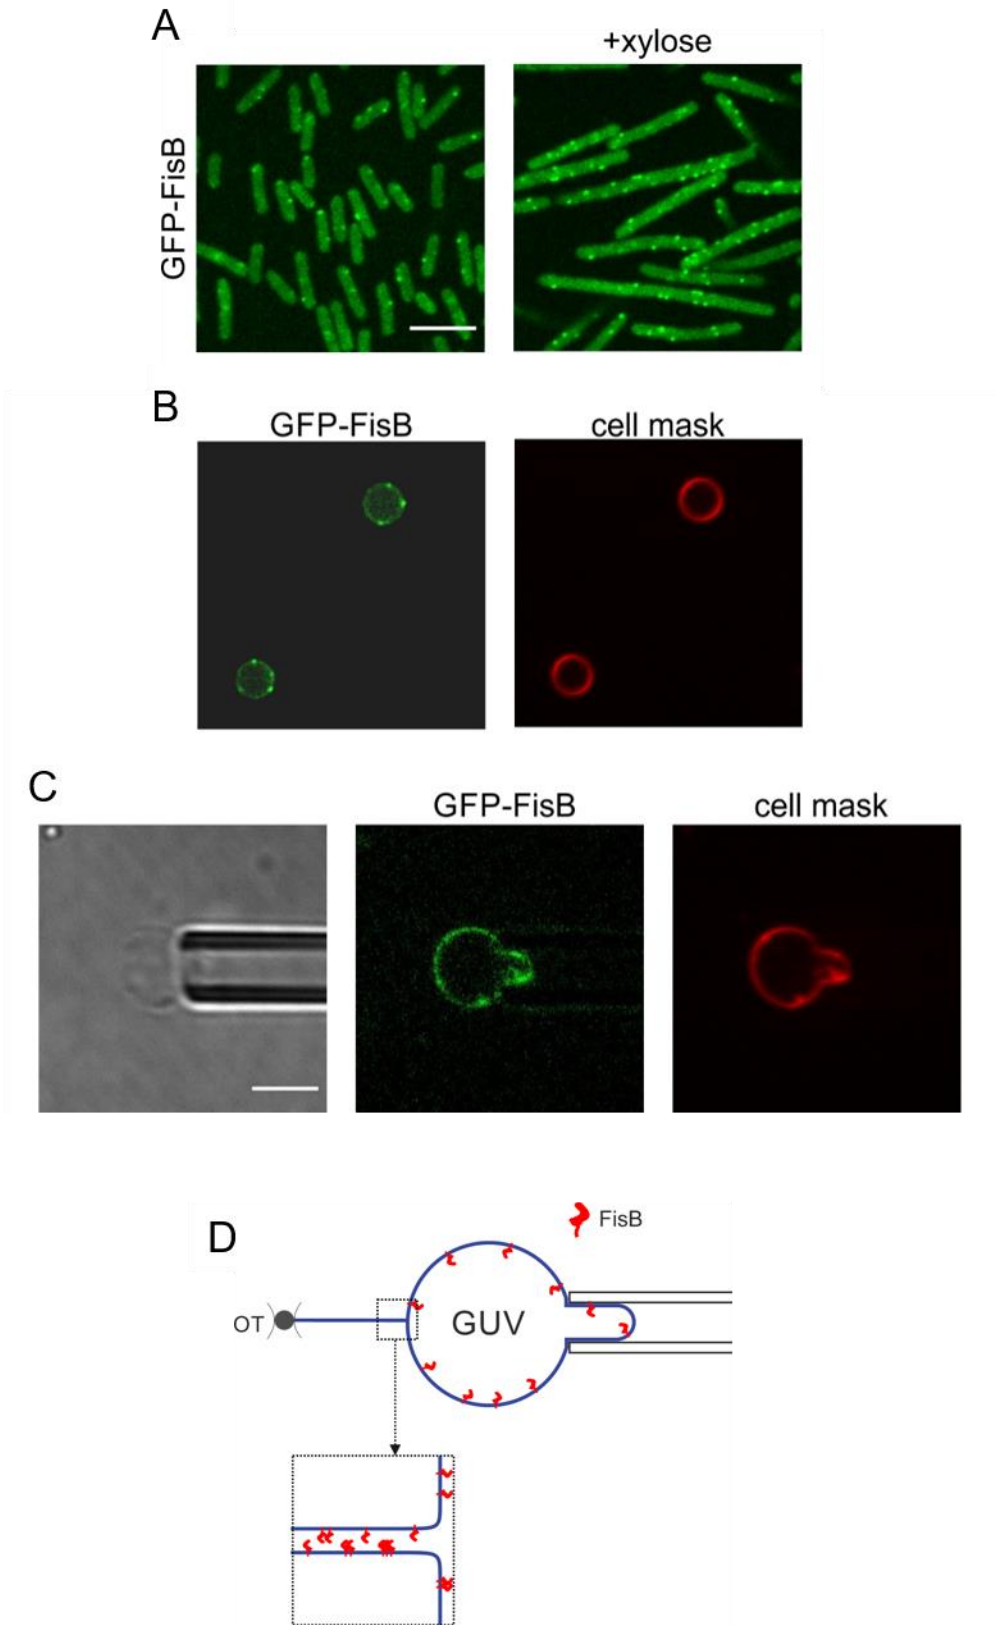 A
+xylose
GFP-FisB
B
GFP-FisB
cell mask
C
GFP-FisB
cell mask
D
FisB
OT
GUV